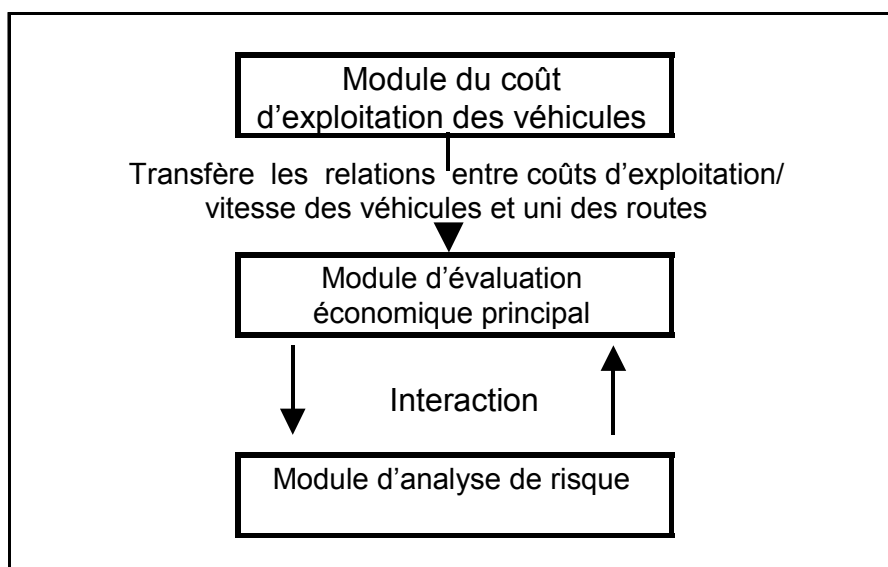 Module du coût
d’exploitation des véhicules
Transfère les relations entre coûts d’exploitation/
vitesse des véhicules et uni des routes
Module d’évaluation
économique principal
Interaction
Module d’analyse de risque